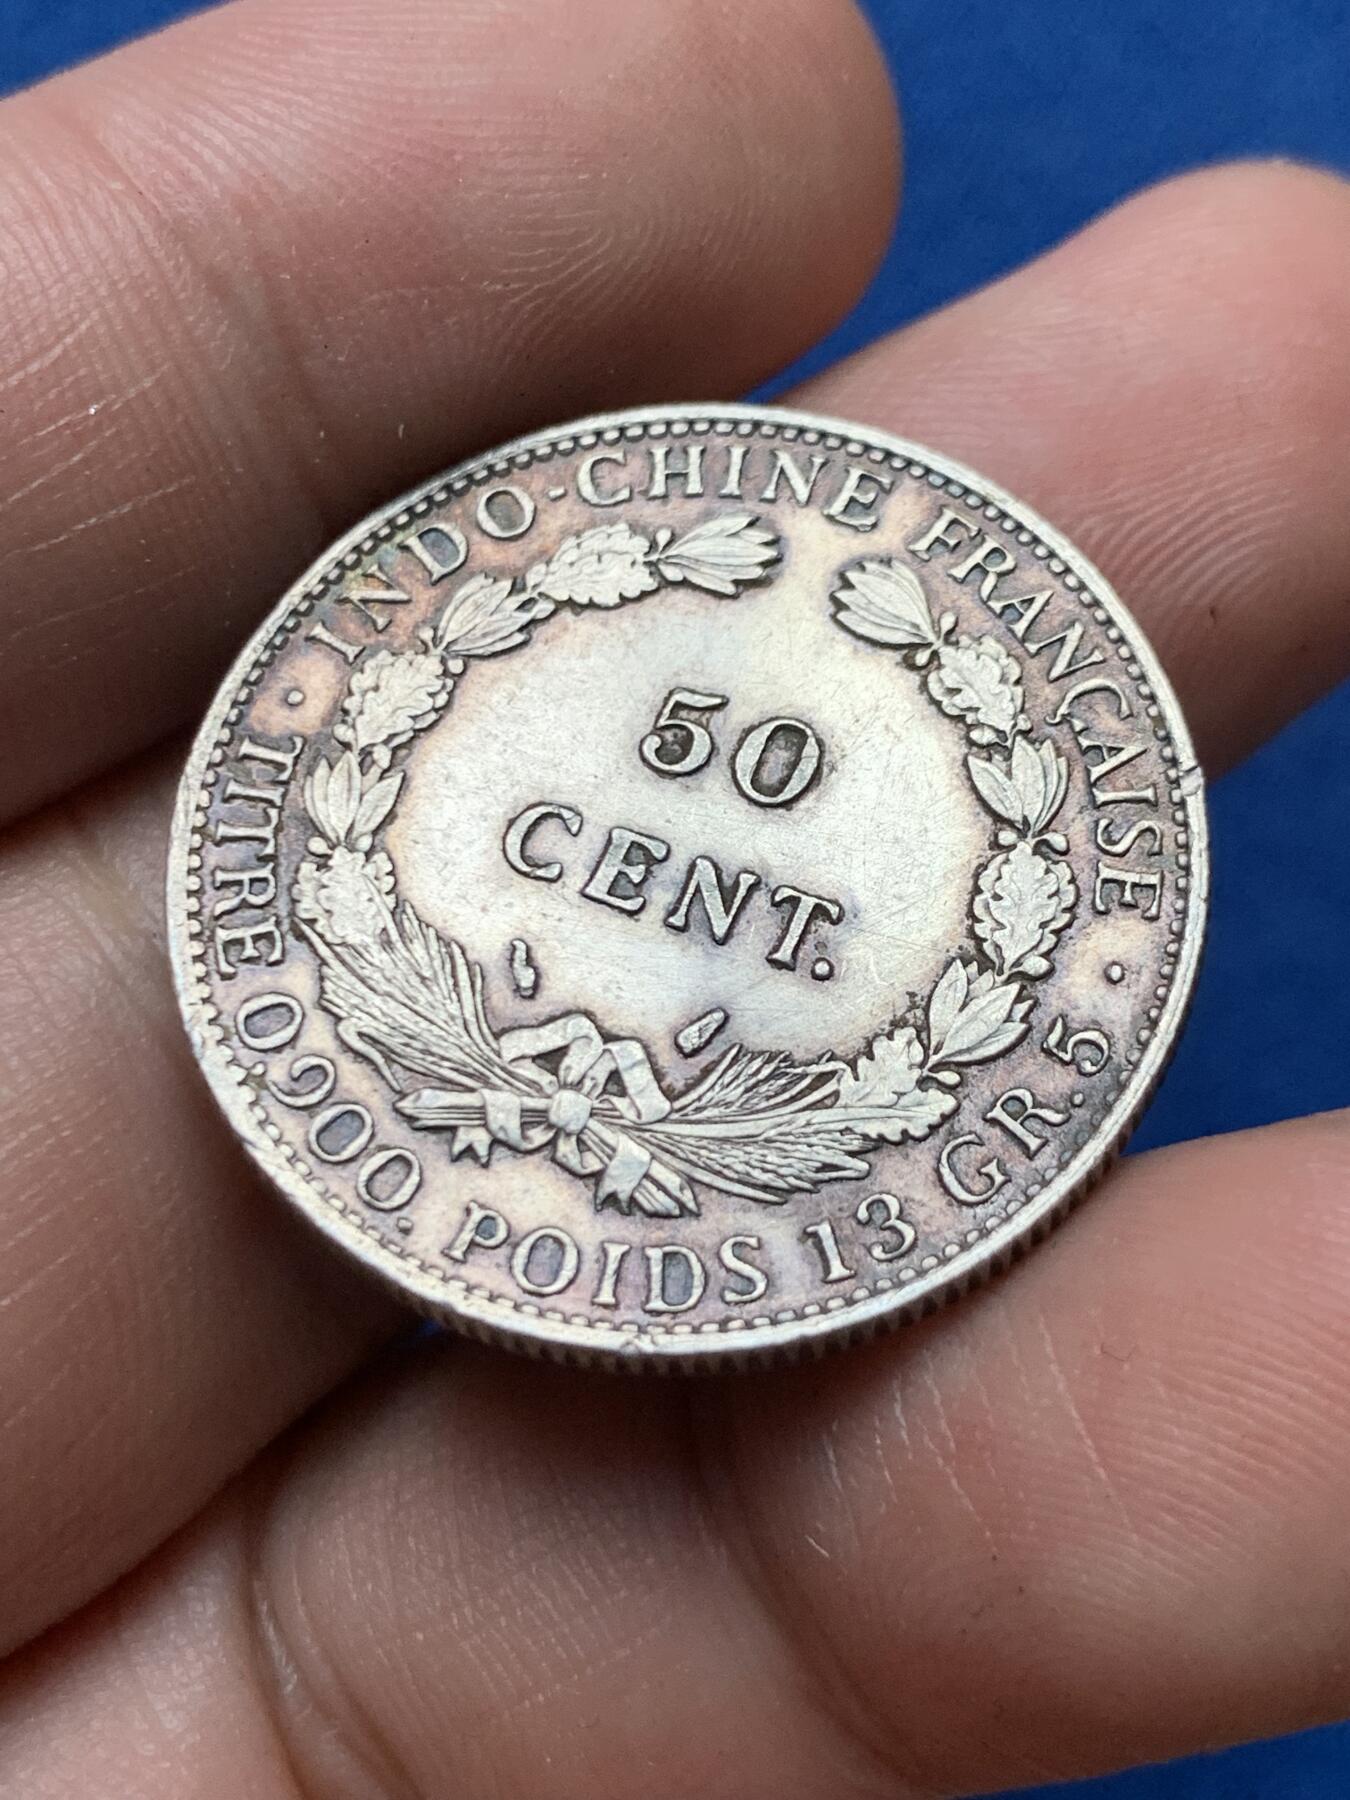 · INDO-CHINE FRANÇAISE ·
50
CENT.
TITRE 0,900. POIDS 13 GR. 5